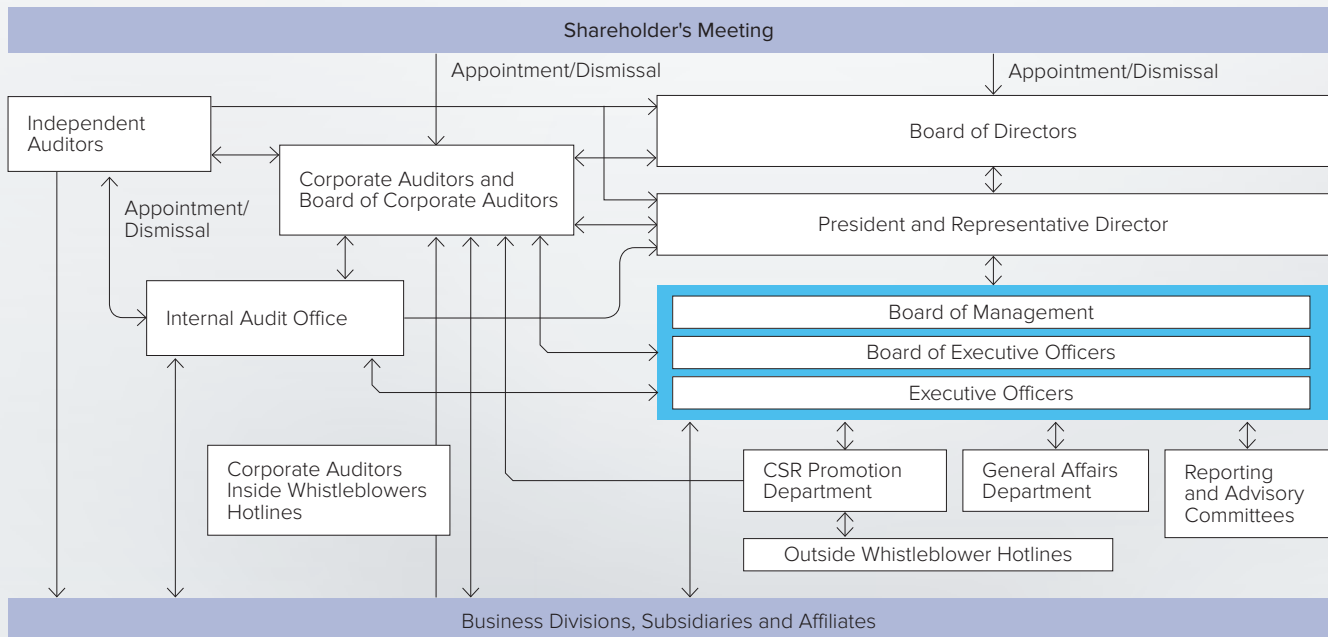 Shareholder's Meeting
Appointment/Dismissal
Appointment/Dismissal
Independent
Auditors
Board of Directors
Corporate Auditors and
Board of Corporate Auditors
Appointment/
Dismissal
President and Representative Director
Internal Audit Office
Board of Management
Board of Executive Officers
Executive Officers
Corporate Auditors
Inside Whistleblowers
Hotlines
CSR Promotion
Department
General Affairs
Department
Reporting
and Advisory
Committees
Outside Whistleblower Hotlines
Business Divisions, Subsidiaries and Affiliates